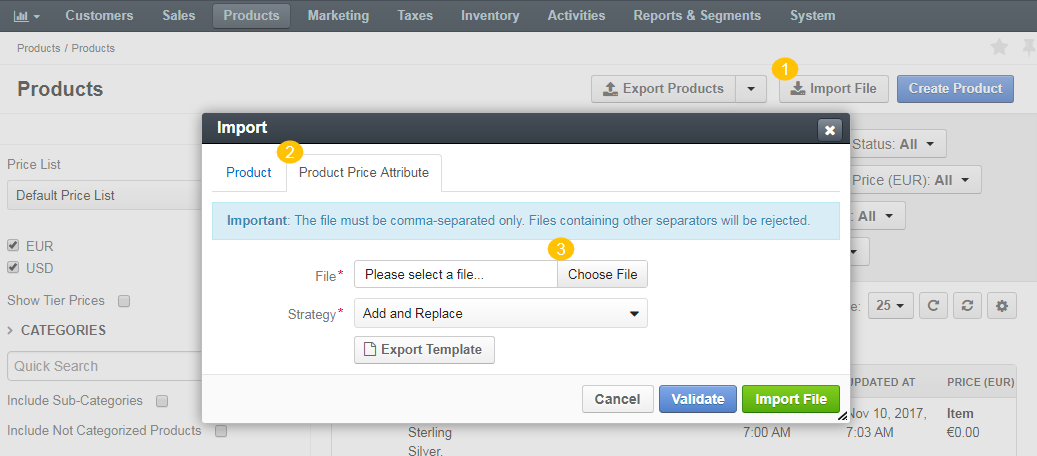 Customers Sales Products Marketing Taxes Inventory Activities Reports & Segments System
Products / Products
1
Products
Export Products
Import File
Create Product
Import
2
Product
Product Price Attribute
Important: The file must be comma-separated only. Files containing other separators will be rejected.
3
File*
Please select a file...
Choose File
Strategy*
Add and Replace
Export Template
Cancel
Validate
Import File
Price List
Default Price List
EUR
USD
Show Tier Prices
CATEGORIES
Quick Search
Include Sub-Categories
Include Not Categorized Products
Status: All
Price (EUR): All
: All
25
UPDATED AT
PRICE (EUR)
Sterling
Silver,
7:00 AM
Nov 10, 2017,
7:03 AM
Item
€0.00